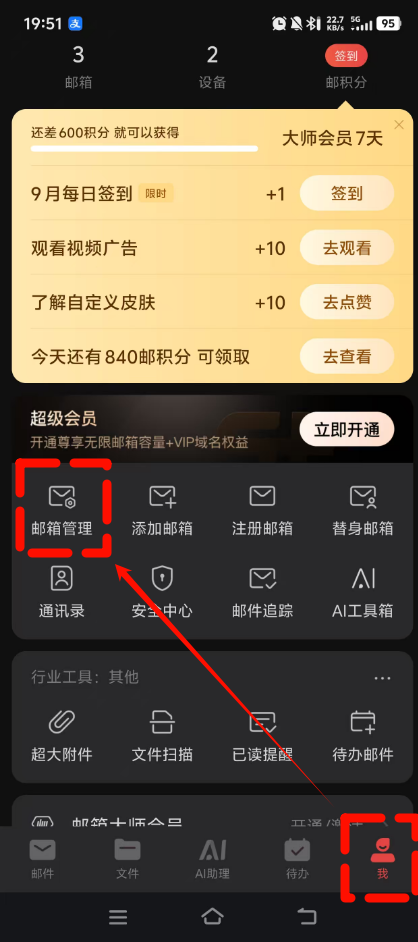 19:51 支 22.7 KB/s 5G 95
3 2 签到
邮箱 设备 邮积分
还差600积分 就可以获得
大师会员7天
9月每日签到 限时 +1 签到
观看视频广告 +10 去观看
了解自定义皮肤 +10 去点赞
今天还有840邮积分 可领取 去查看
超级会员
开通尊享无限邮箱容量+VIP域名权益
立即开通
邮箱管理 添加邮箱 注册邮箱 替身邮箱
通讯录 安全中心 邮件追踪 AI工具箱
行业工具：其他
超大附件 文件扫描 已读提醒 待办邮件
邮箱大师会员
邮件 文件 AI助理 待办 我